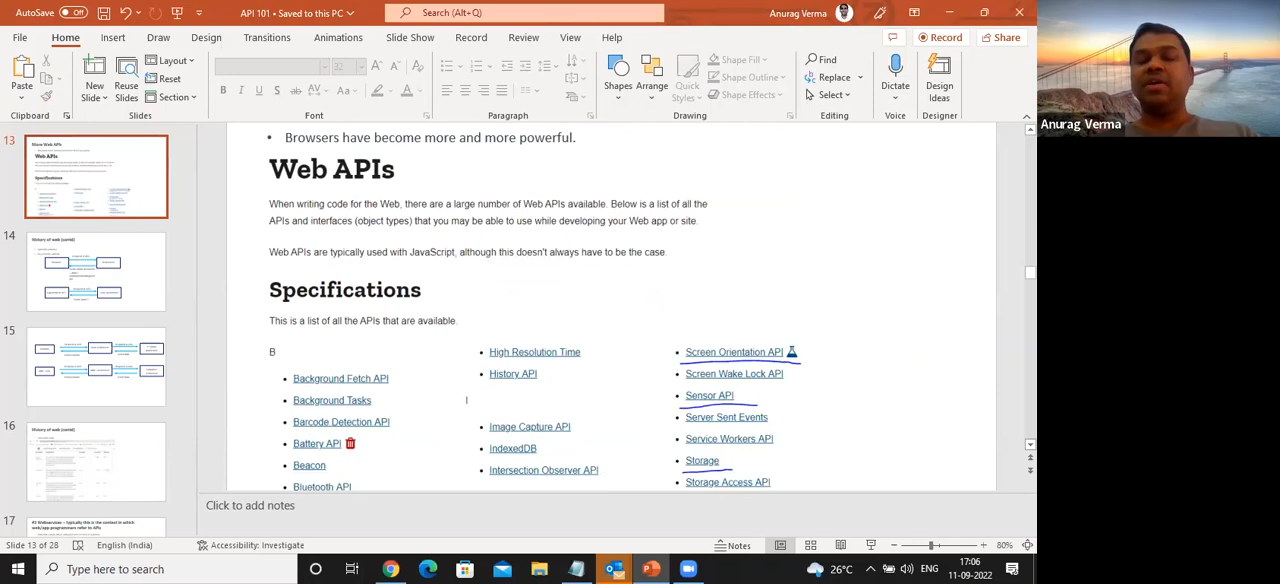 AutoSave Off API 101 • Saved to this PC Search (Alt+Q) Anurag Verma
File Home Insert Draw Design Transitions Animations Slide Show Record Review View Help Record Share
Paste New Slide Reuse Slides Layout Reset Section 32 Shapes Arrange Quick Styles Shape Fill Shape Outline Shape Effects Find Replace Select Dictate Design Ideas
Clipboard Slides Font Paragraph Drawing Editing Voice Designer
Anurag Verma
13
14
15
16
17
• Browsers have become more and more powerful.
Web APIs
When writing code for the Web, there are a large number of Web APIs available. Below is a list of all the
APIs and interfaces (object types) that you may be able to use while developing your Web app or site.
Web APIs are typically used with JavaScript, although this doesn't always have to be the case.
Specifications
This is a list of all the APIs that are available.
B
• Background Fetch API
• Background Tasks
• Barcode Detection API
• Battery API
• Beacon
• Bluetooth API
• High Resolution Time
• History API
I
• Image Capture API
• IndexedDB
• Intersection Observer API
• Screen Orientation API
• Screen Wake Lock API
• Sensor API
• Server Sent Events
• Service Workers API
• Storage
• Storage Access API
Click to add notes
Slide 13 of 28 English (India) Accessibility: Investigate Notes 80%
Type here to search 26°C ENG 17:06
11-09-2022